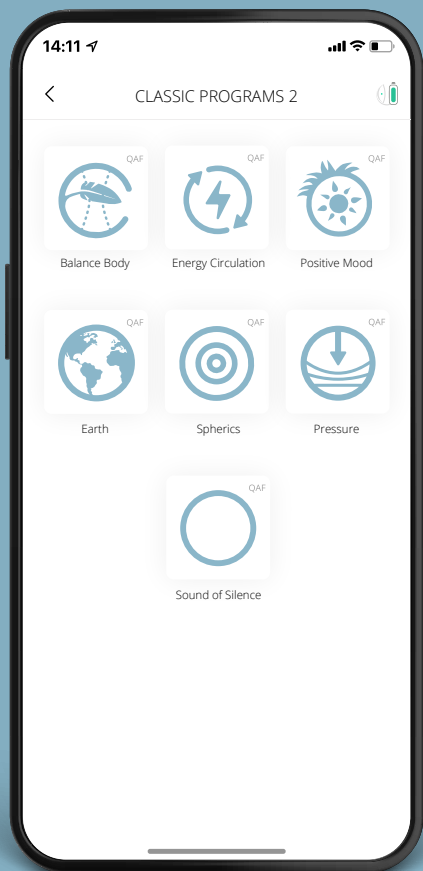 14:11
CLASSIC PROGRAMS 2
QAF QAF QAF
Balance Body Energy Circulation Positive Mood
QAF QAF QAF
Earth Spherics Pressure
QAF
Sound of Silence